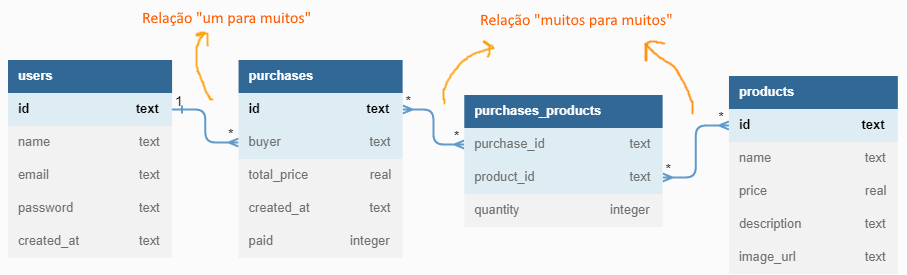 Relação "um para muitos"
Relação "muitos para muitos"
users
id text
name text
email text
password text
created_at text
1
*
purchases
id text
buyer text
total_price real
created_at text
paid integer
*
*
purchases_products
purchase_id text
product_id text
quantity integer
*
*
products
id text
name text
price real
description text
image_url text